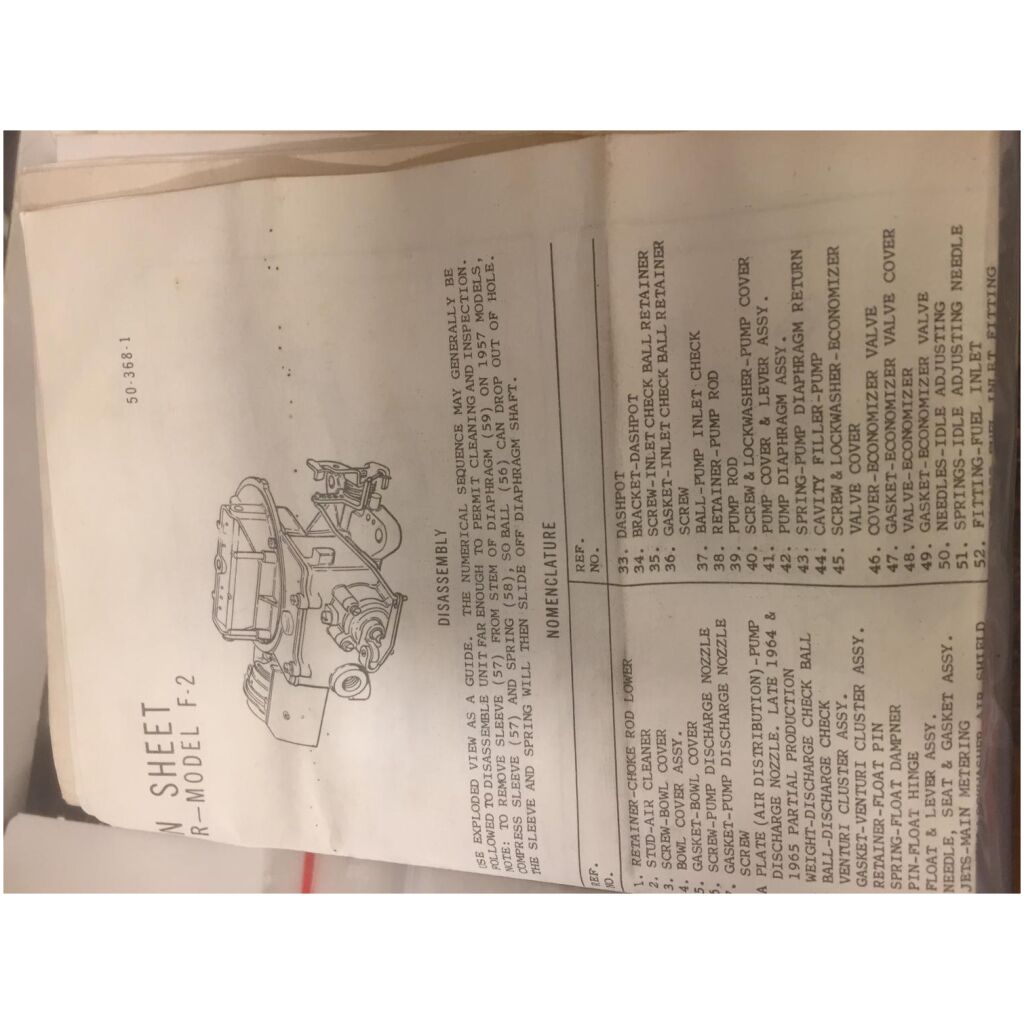 50-368-1
N SHEET
R-MODEL F-2
DISASSEMBLY
USE EXPLODED VIEW AS A GUIDE. THE NUMERICAL SEQUENCE MAY GENERALLY BE
FOLLOWED TO DISASSEMBLE UNIT FAR ENOUGH TO PERMIT CLEANING AND INSPECTION.
NOTE: TO REMOVE SLEEVE (57) FROM STEM OF DIAPHRAGM (59) ON 1957 MODELS,
COMPRESS SLEEVE (57) AND SPRING (58), SO BALL (56) CAN DROP OUT OF HOLE.
THE SLEEVE AND SPRING WILL THEN SLIDE OFF DIAPHRAGM SHAFT.
NOMENCLATURE
REF.
NO.
1. RETAINER-CHOKE ROD LOWER
2. STUD-AIR CLEANER
3. SCREW-BOWL COVER
4. BOWL COVER ASSY.
5. GASKET-BOWL COVER
6. SCREW-PUMP DISCHARGE NOZZLE
7. GASKET-PUMP DISCHARGE NOZZLE
SCREW
A PLATE (AIR DISTRIBUTION)-PUMP
DISCHARGE NOZZLE. LATE 1964 &
1965 PARTIAL PRODUCTION
WEIGHT-DISCHARGE CHECK BALL
BALL-DISCHARGE CHECK
VENTURI CLUSTER ASSY.
GASKET-VENTURI CLUSTER ASSY.
RETAINER-FLOAT PIN
SPRING-FLOAT DAMPNER
PIN-FLOAT HINGE
FLOAT & LEVER ASSY.
NEEDLE, SEAT & GASKET ASSY.
JETS-MAIN METERING
AIR SHIELD
REF.
NO.
33. DASHPOT
34. BRACKET-DASHPOT
35. SCREW-INLET CHECK BALL RETAINER
36. GASKET-INLET CHECK BALL RETAINER
SCREW
37. BALL-PUMP INLET CHECK
38. RETAINER-PUMP ROD
39. PUMP ROD
40. SCREW & LOCKWASHER-PUMP COVER
41. PUMP COVER & LEVER ASSY.
42. PUMP DIAPHRAGM ASSY.
43. SPRING-PUMP DIAPHRAGM RETURN
44. CAVITY FILLER-PUMP
45. SCREW & LOCKWASHER-ECONOMIZER
VALVE COVER
46. COVER-ECONOMIZER VALVE
47. GASKET-ECONOMIZER VALVE COVER
48. VALVE-ECONOMIZER
49. GASKET-ECONOMIZER VALVE
50. NEEDLES-IDLE ADJUSTING
51. SPRINGS-IDLE ADJUSTING NEEDLE
52. FITTING-FUEL INLET
FUEL INLET FITTING